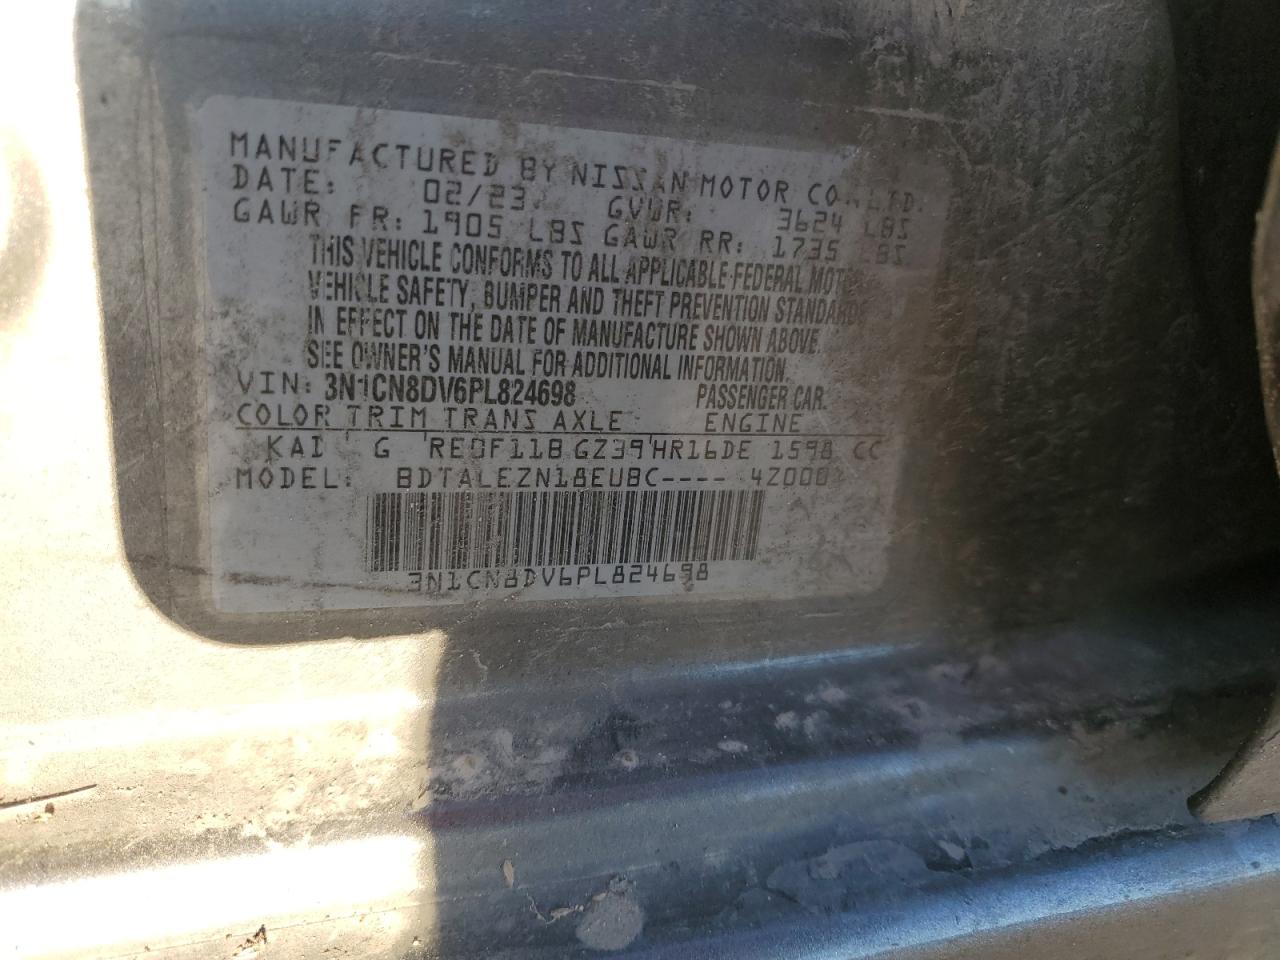 MANUFACTURED BY NISSAN MOTOR CO., LTD.
DATE: 02/23 GVWR: 3624 LBS
GAWR FR: 1905 LBS GAWR RR: 1735 LBS
THIS VEHICLE CONFORMS TO ALL APPLICABLE FEDERAL MOTOR
VEHICLE SAFETY, BUMPER AND THEFT PREVENTION STANDARDS
IN EFFECT ON THE DATE OF MANUFACTURE SHOWN ABOVE.
SEE OWNER'S MANUAL FOR ADDITIONAL INFORMATION.
VIN: 3N1CN8DV6PL824698 PASSENGER CAR
COLOR TRIM TRANS AXLE ENGINE
KAD G RE0F11B GZ39 HR16DE 1598 CC
MODEL: BDTALEZN18EUBC----
3N1CN8DV6PL824698